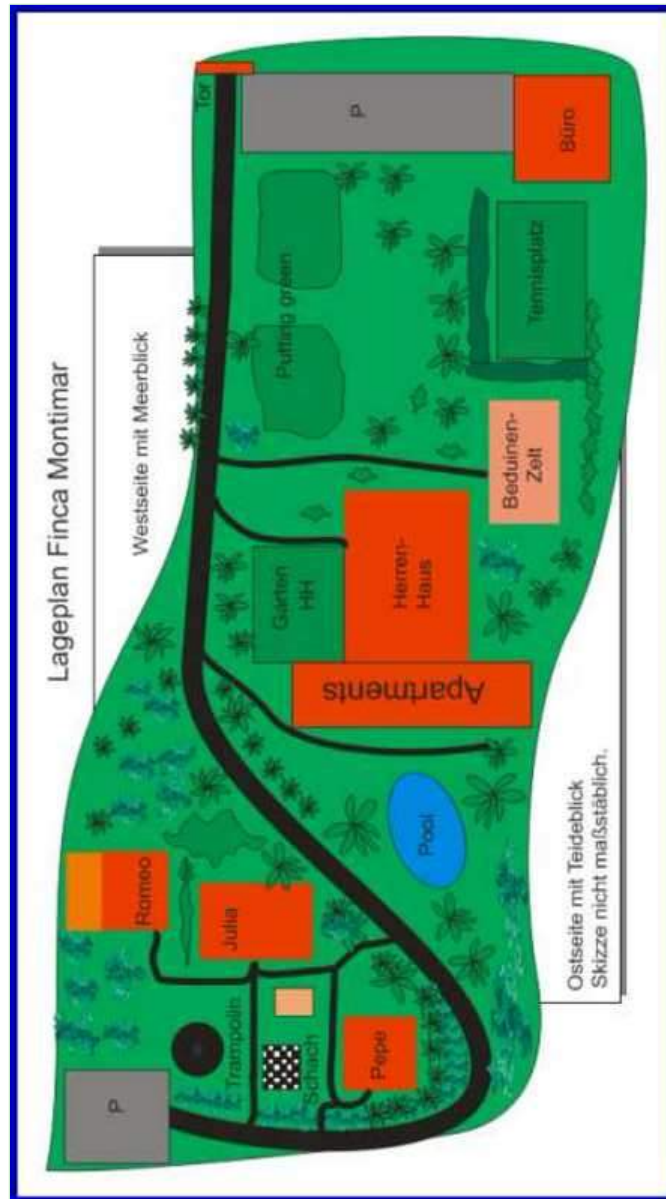 Lageplan Finca Montimar
Westseite mit Meerblick
Tor
P
Büro
Putting green
Tennisplatz
Beduinen-
Zelt
Garten
HH
Herren-
Haus
Apartments
Pool
Romeo
Julia
Trampolin
Schach
Pepe
P
Ostseite mit Teideblick
Skizze nicht maßstäblich.